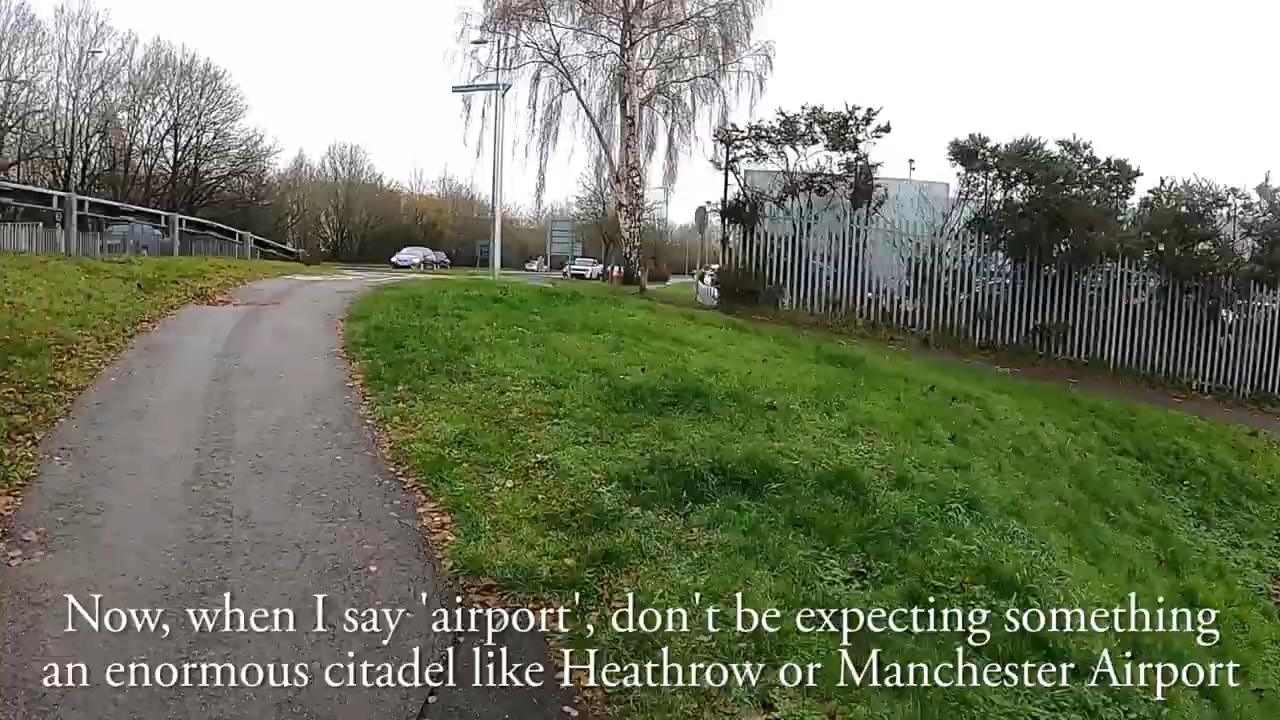 Now, when I say 'airport', don't be expecting something
an enormous citadel like Heathrow or Manchester Airport